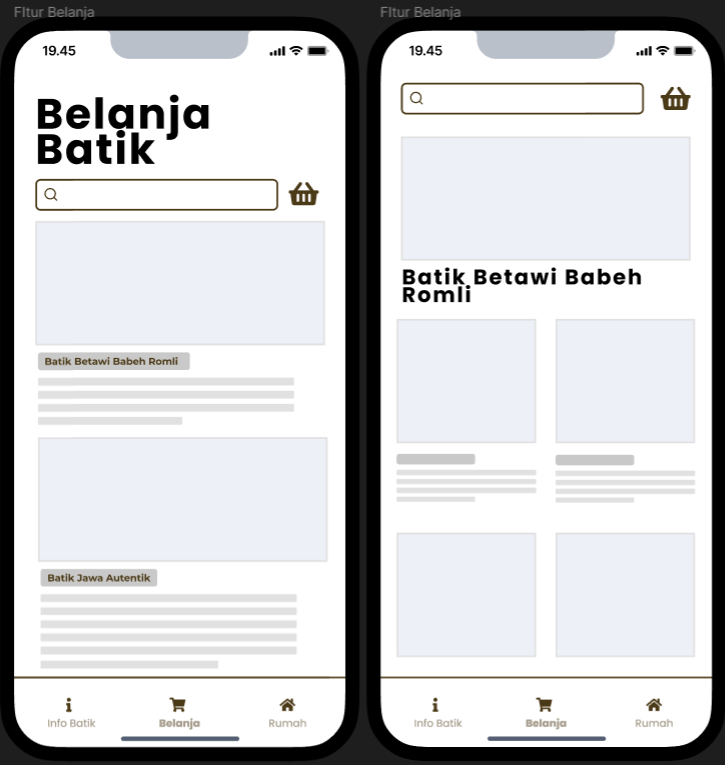 FItur Belanja
19.45
Belanja
Batik
Batik Betawi Babeh Romli
Batik Jawa Autentik
Info Batik
Belanja
Rumah
FItur Belanja
19.45
Batik Betawi Babeh
Romli
Info Batik
Belanja
Rumah